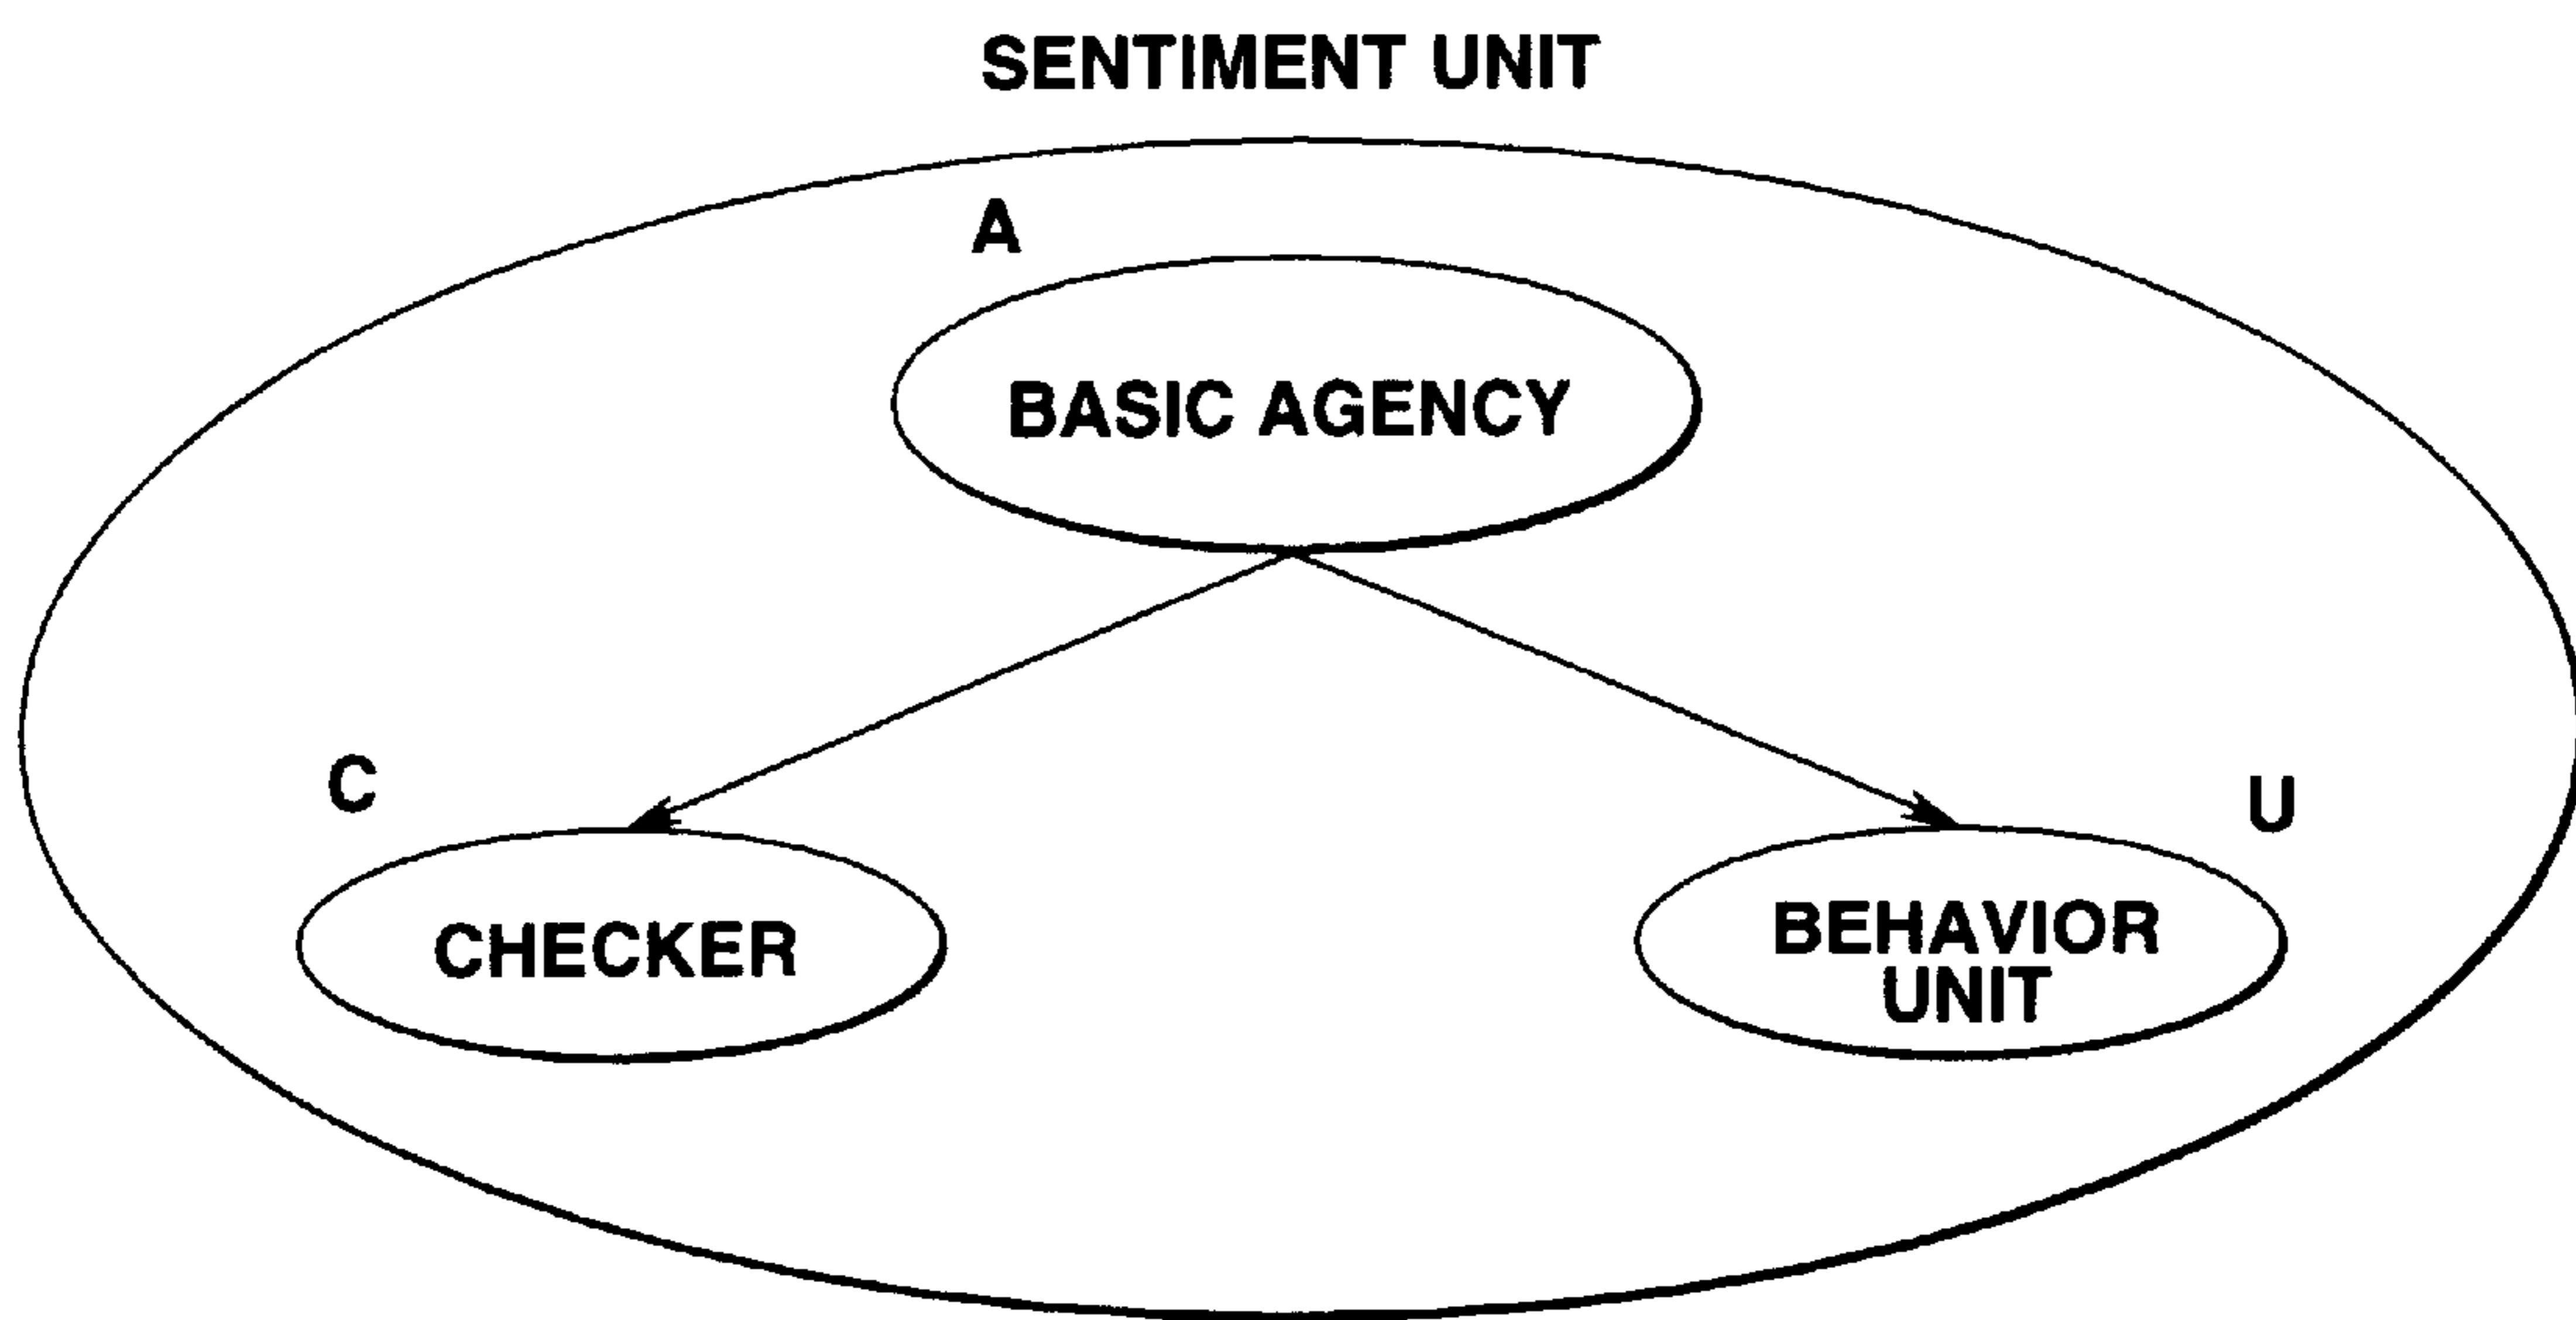 SENTIMENT UNIT
A
BASIC AGENCY
C
U
CHECKER
BEHAVIOR
UNIT